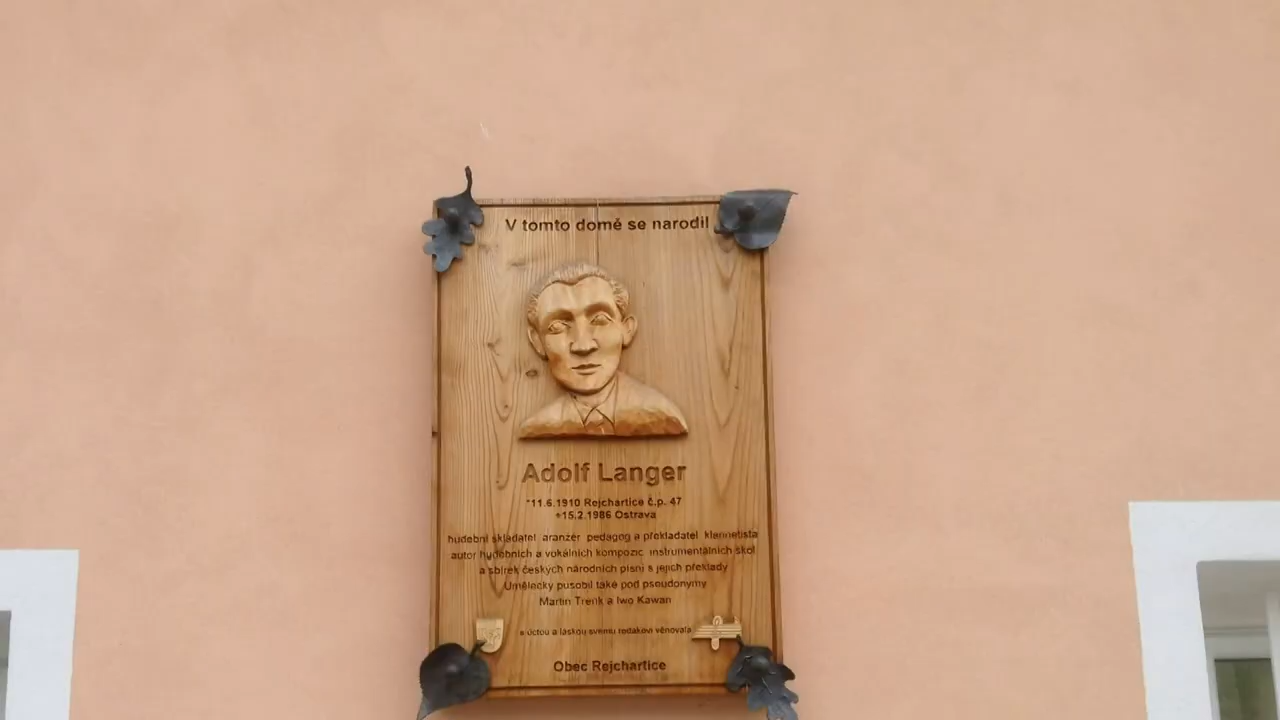 V tomto domě se narodil
Adolf Langer
*11.6.1910 Rejchartice č.p. 47
+15.2.1986 Ostrava
hudební skladatel aranžér pedagog a překladatel klarinetista
autor hudebních a vokálních kompozic instrumentálních škol
a sbírek českých národních písní s jejich překlady
Umělecky působil také pod pseudonymy
Martin Trenk a Iwo Kawan
s úctou a láskou svému rodákovi věnovala
Obec Rejchartice